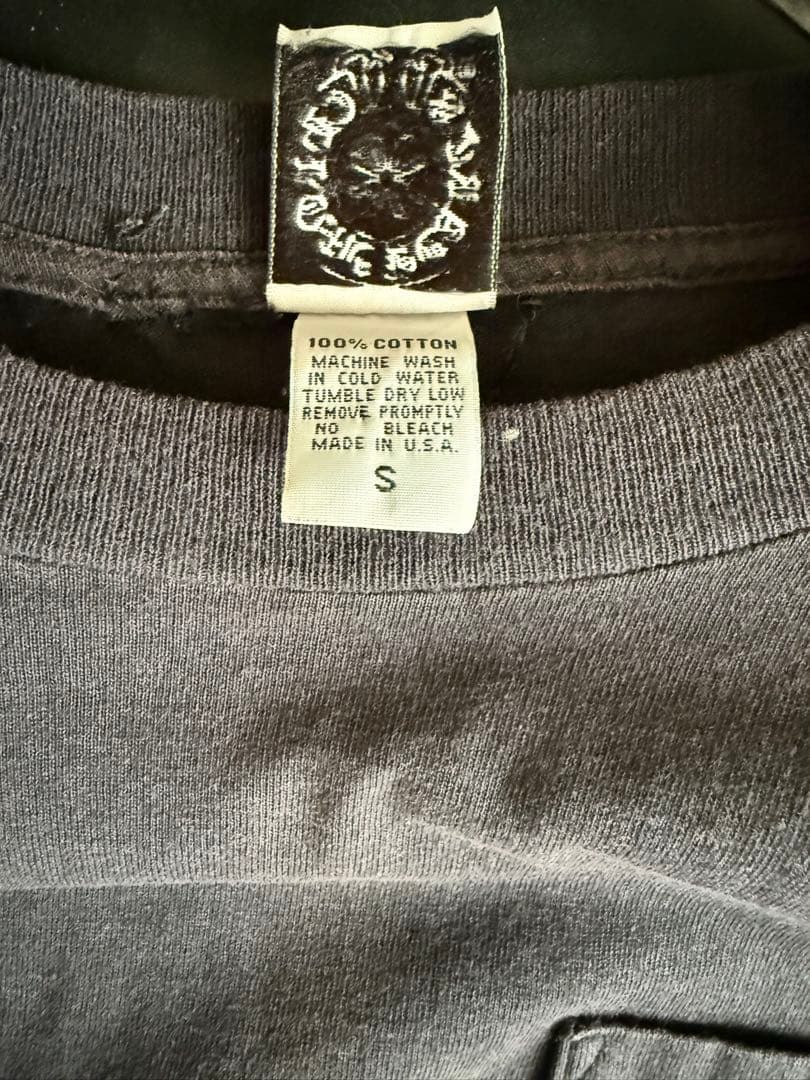 100% COTTON
MACHINE WASH
IN COLD WATER
TUMBLE DRY LOW
REMOVE PROMPTLY
NO BLEACH
MADE IN U.S.A.
S